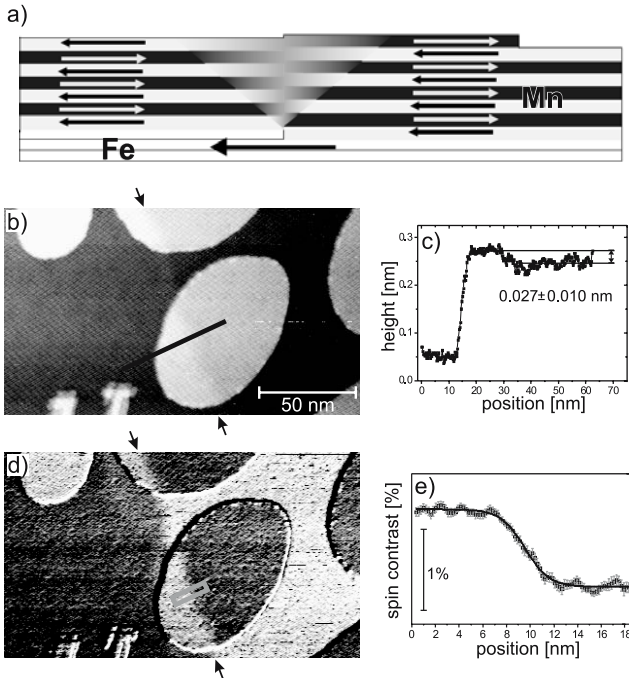 a)
Mn
Fe
b)
50 nm
c)
height [nm]
0.3
0.2
0.1
0.0
0.027±0.010 nm
0 10 20 30 40 50 60 70
position [nm]
d)
e)
spin contrast [%]
1%
0 2 4 6 8 10 12 14 16 18
position [nm]